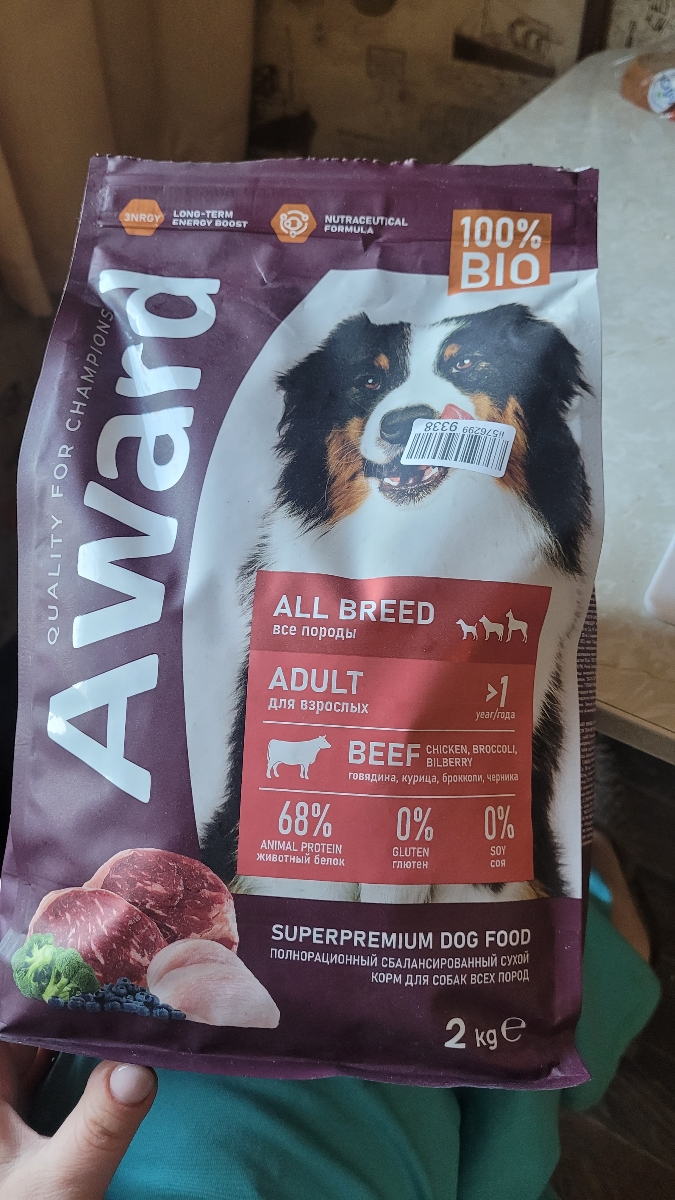 3NRGY
LONG-TERM
ENERGY BOOST
NUTRACEUTICAL
FORMULA
100%
BIO
QUALITY FOR CHAMPIONS
Award
8576299 9338
ALL BREED
все породы
ADULT
для взрослых
>1
year/года
BEEF
CHICKEN, BROCCOLI,
BILBERRY
говядина, курица, брокколи, черника
68%
ANIMAL PROTEIN
животный белок
0%
GLUTEN
глютен
0%
SOY
соя
SUPERPREMIUM DOG FOOD
ПОЛНОРАЦИОННЫЙ СБАЛАНСИРОВАННЫЙ СУХОЙ
КОРМ ДЛЯ СОБАК ВСЕХ ПОРОД
2 kg℮